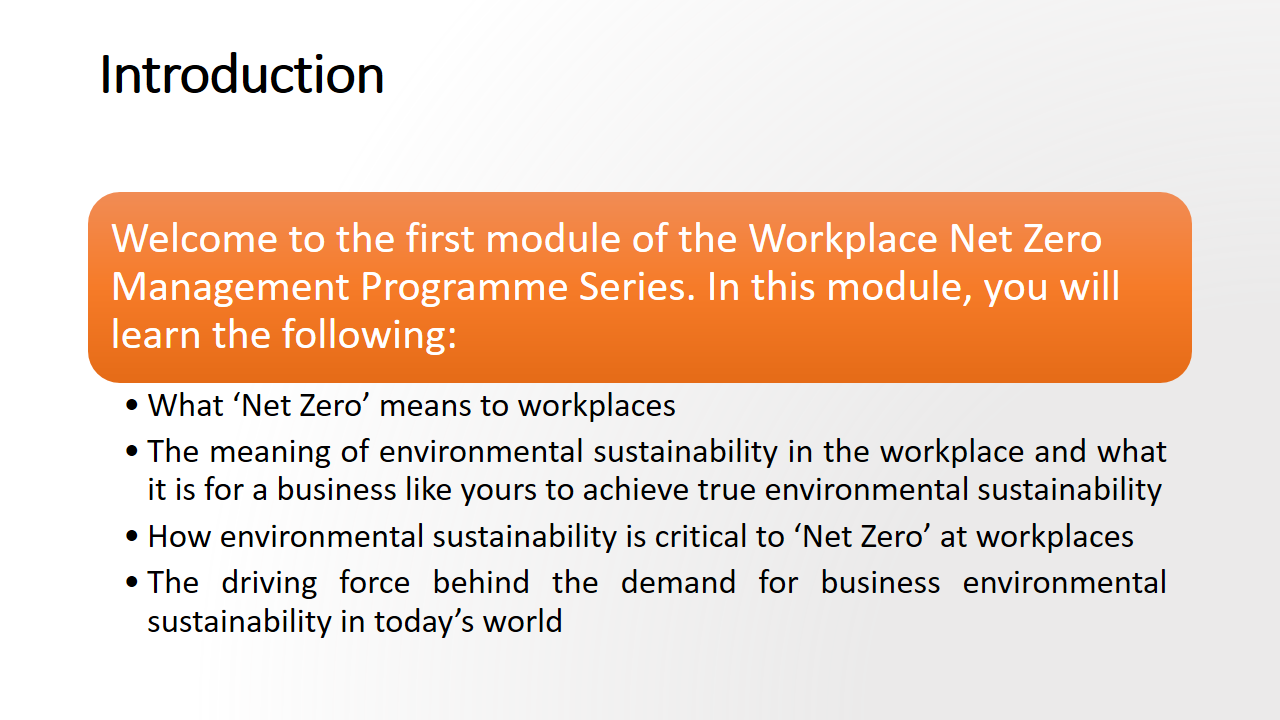 Introduction
Welcome to the first module of the Workplace Net Zero
Management Programme Series. In this module, you will
learn the following:
• What ‘Net Zero’ means to workplaces
• The meaning of environmental sustainability in the workplace and what
it is for a business like yours to achieve true environmental sustainability
• How environmental sustainability is critical to ‘Net Zero’ at workplaces
• The driving force behind the demand for business environmental
sustainability in today’s world